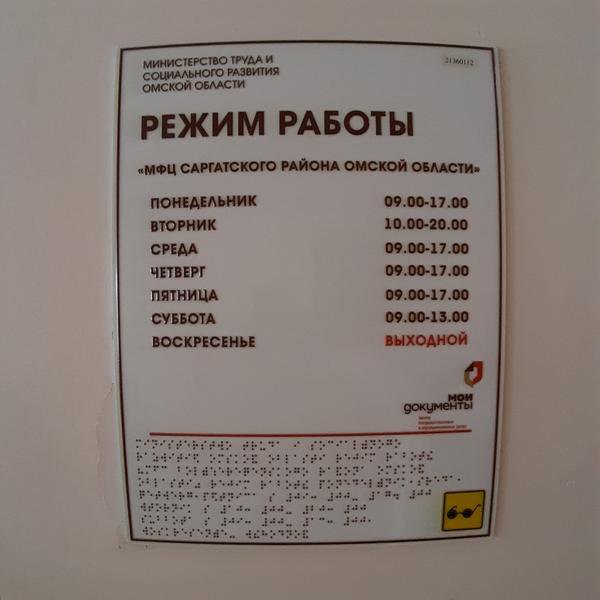 МИНИСТЕРСТВО ТРУДА И
СОЦИАЛЬНОГО РАЗВИТИЯ
ОМСКОЙ ОБЛАСТИ
21360112
РЕЖИМ РАБОТЫ
«МФЦ САРГАТСКОГО РАЙОНА ОМСКОЙ ОБЛАСТИ»
ПОНЕДЕЛЬНИК 09.00-17.00
ВТОРНИК 10.00-20.00
СРЕДА 09.00-17.00
ЧЕТВЕРГ 09.00-17.00
ПЯТНИЦА 09.00-17.00
СУББОТА 09.00-13.00
ВОСКРЕСЕНЬЕ ВЫХОДНОЙ
МОИ
ДОКУМЕНТЫ